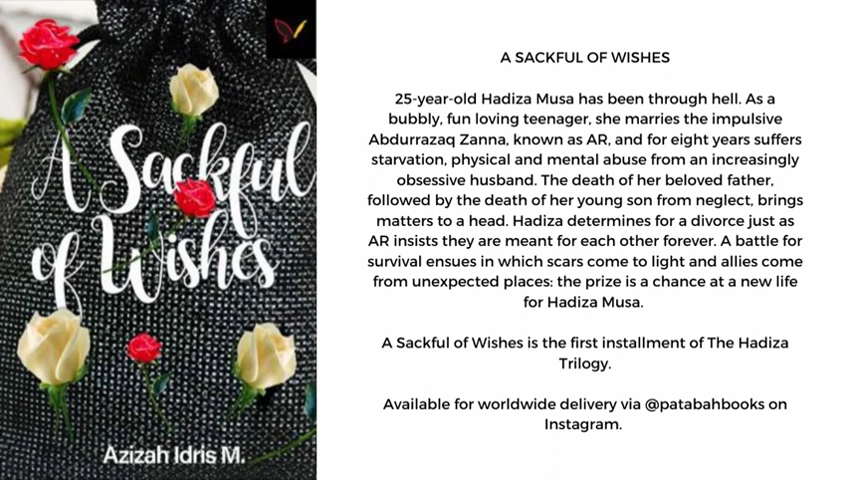 A Sackful
of Wishes
Azizah Idris M.
A SACKFUL OF WISHES
25-year-old Hadiza Musa has been through hell. As a
bubbly, fun loving teenager, she marries the impulsive
Abdurrazaq Zanna, known as AR, and for eight years suffers
starvation, physical and mental abuse from an increasingly
obsessive husband. The death of her beloved father,
followed by the death of her young son from neglect, brings
matters to a head. Hadiza determines for a divorce just as
AR insists they are meant for each other forever. A battle for
survival ensues in which scars come to light and allies come
from unexpected places: the prize is a chance at a new life
for Hadiza Musa.
A Sackful of Wishes is the first installment of The Hadiza
Trilogy.
Available for worldwide delivery via @patabahbooks on
Instagram.